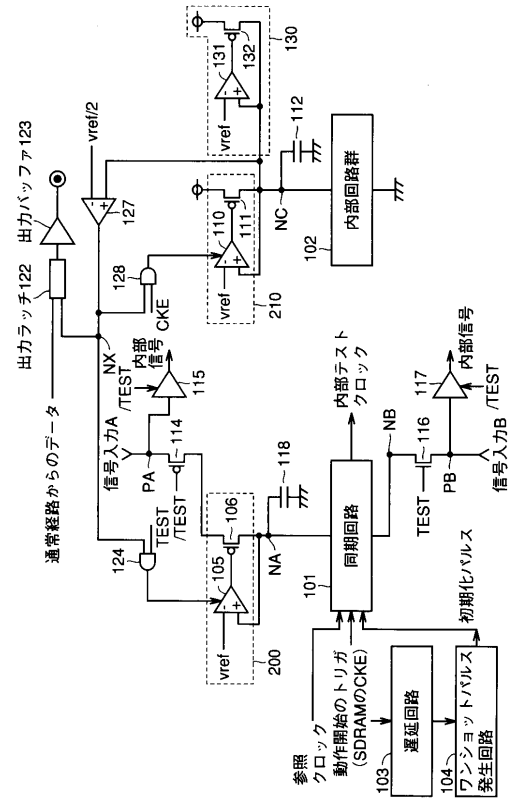 通常経路からのデータ
出力ラッチ122
出力バッファ123
vref/2
127
124
TEST
/TEST
NX
128
CKE
信号入力A
PA
/TEST
内部
信号
115
/TEST
114
vref
105
106
200
NA
118
vref
110
111
210
NC
112
vref
131
132
130
102
内部回路群
参照
クロック
動作開始のトリガ
(SDRAMのCKE)
101
同期回路
内部テスト
クロック
NB
103
遅延回路
104
ワンショットパルス
発生回路
初期化パルス
TEST
116
PB
信号入力B
117
内部信号
/TEST